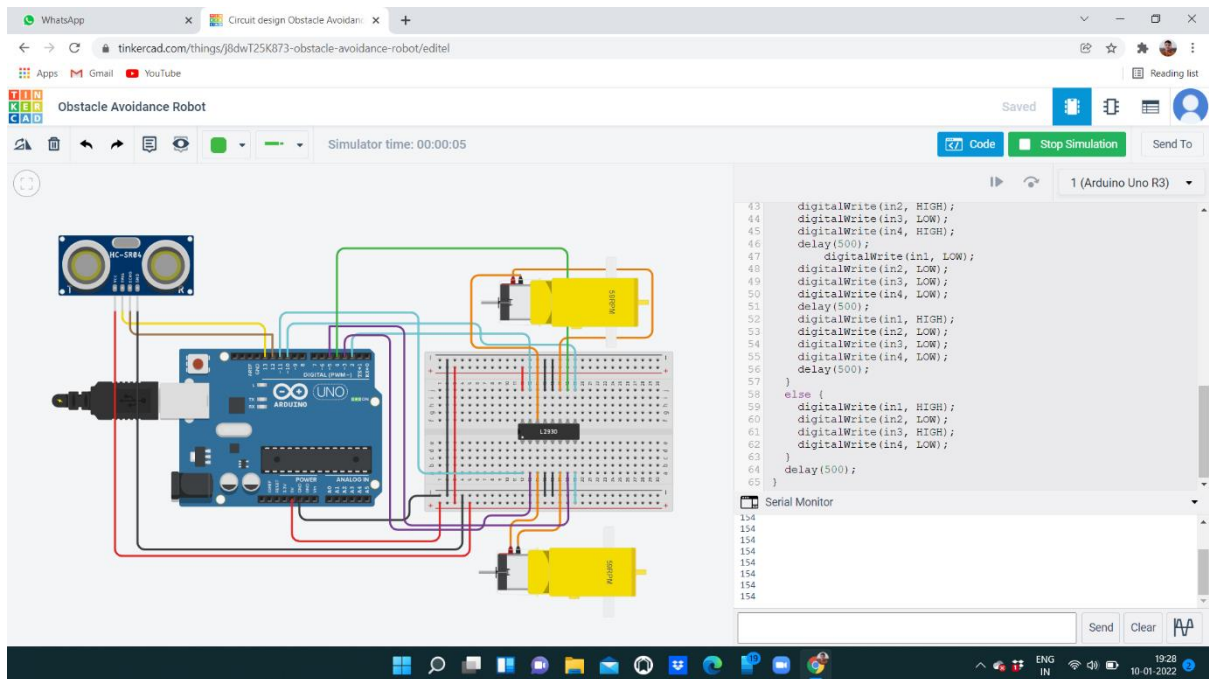 WhatsApp
Circuit design Obstacle Avoidanc
tinkercad.com/things/j8dwT25K873-obstacle-avoidance-robot/editel
Apps Gmail YouTube Reading list
TIN
KER
CAD
Obstacle Avoidance Robot
Saved
Simulator time: 00:00:05
Code
Stop Simulation
Send To
1 (Arduino Uno R3)
HC-SR04
T R
DIGITAL (PWM~)
UNO
ARDUINO
POWER ANALOG IN
L293D
43 digitalWrite(in2, HIGH);
44 digitalWrite(in3, LOW);
45 digitalWrite(in4, HIGH);
46 delay(500);
47 digitalWrite(in1, LOW);
48 digitalWrite(in2, LOW);
49 digitalWrite(in3, LOW);
50 digitalWrite(in4, LOW);
51 delay(500);
52 digitalWrite(in1, HIGH);
53 digitalWrite(in2, LOW);
54 digitalWrite(in3, LOW);
55 digitalWrite(in4, LOW);
56 delay(500);
57 }
58 else {
59 digitalWrite(in1, HIGH);
60 digitalWrite(in2, LOW);
61 digitalWrite(in3, HIGH);
62 digitalWrite(in4, LOW);
63 }
64 delay(500);
65 }
Serial Monitor
154
154
154
154
154
154
154
154
Send
Clear
19
ENG
IN
19:28
10-01-2022
2